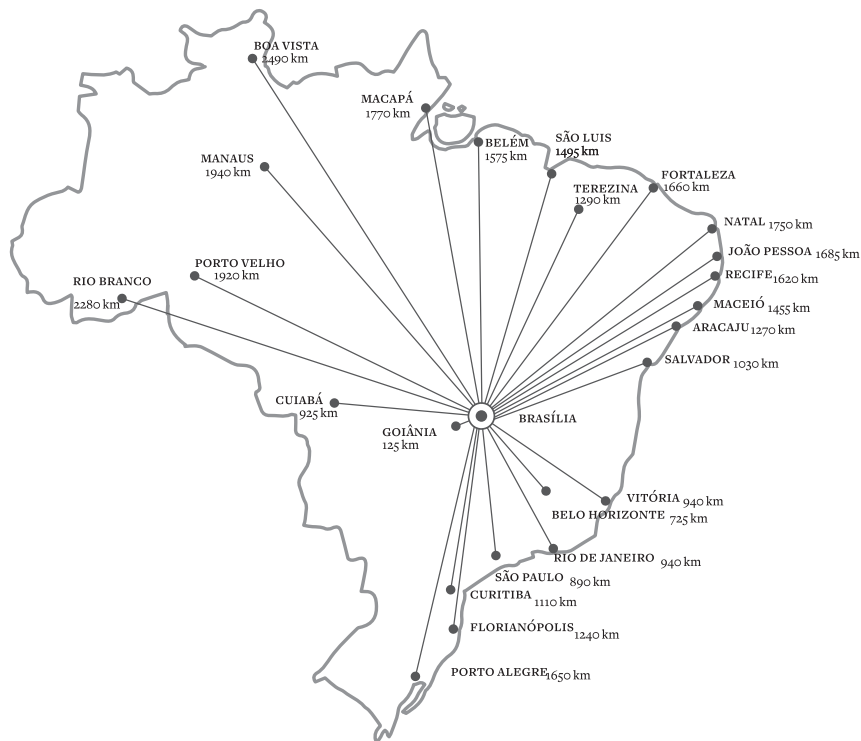 BOA VISTA
2490 km
MACAPÁ
1770 km
BELÉM
1575 km
SÃO LUIS
1495 km
MANAUS
1940 km
TEREZINA
1290 km
FORTALEZA
1660 km
NATAL 1750 km
JOÃO PESSOA 1685 km
RECIFE 1620 km
PORTO VELHO
1920 km
RIO BRANCO
2280 km
MACEIÓ 1455 km
ARACAJU 1270 km
SALVADOR 1030 km
CUIABÁ
925 km
GOIÂNIA
125 km
BRASÍLIA
VITÓRIA 940 km
BELO HORIZONTE 725 km
RIO DE JANEIRO 940 km
SÃO PAULO 890 km
CURITIBA 1110 km
FLORIANÓPOLIS 1240 km
PORTO ALEGRE 1650 km